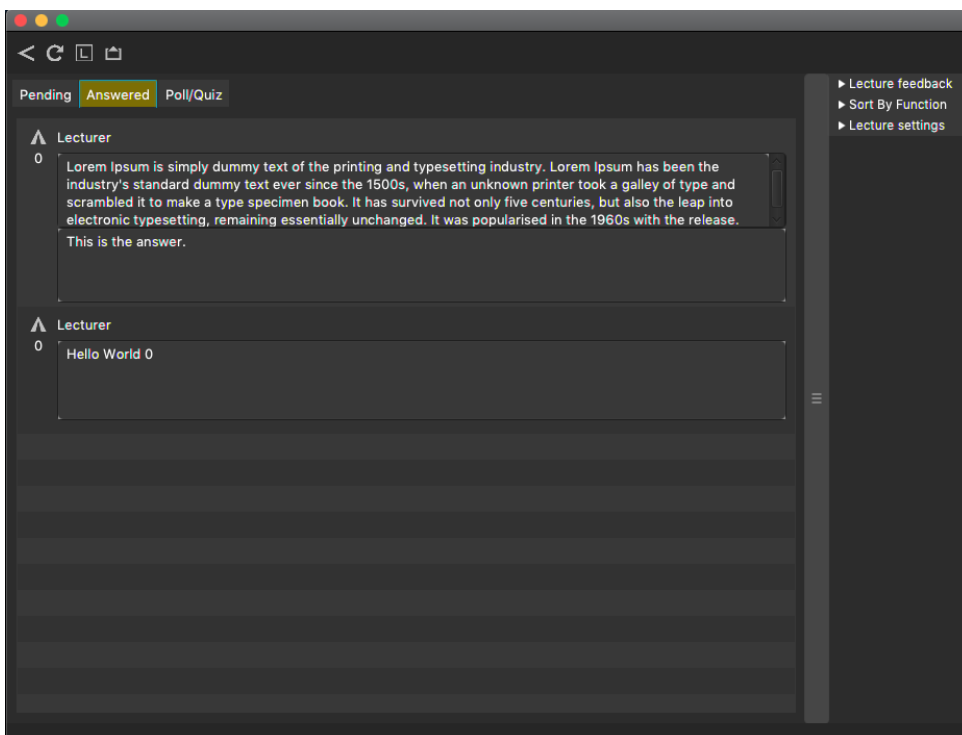 L
Pending Answered Poll/Quiz
Lecturer
0
Lorem Ipsum is simply dummy text of the printing and typesetting industry. Lorem Ipsum has been the
industry's standard dummy text ever since the 1500s, when an unknown printer took a galley of type and
scrambled it to make a type specimen book. It has survived not only five centuries, but also the leap into
electronic typesetting, remaining essentially unchanged. It was popularised in the 1960s with the release.
This is the answer.
Lecturer
0
Hello World 0
Lecture feedback
Sort By Function
Lecture settings